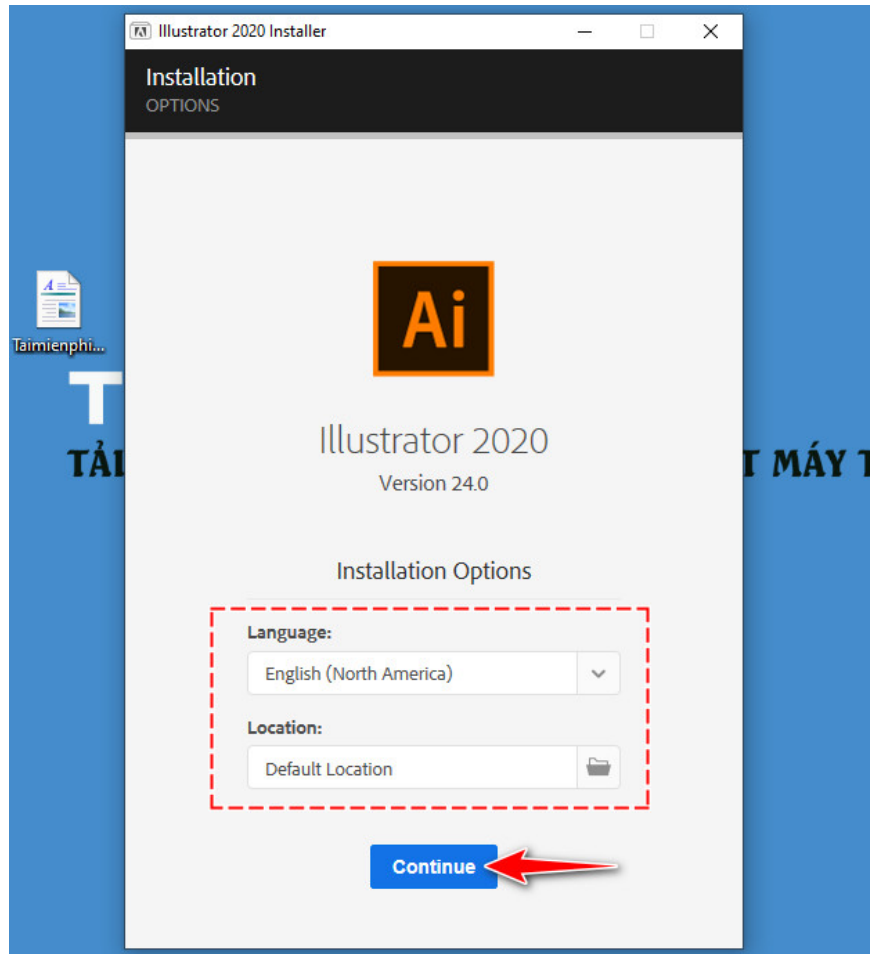 Illustrator 2020 Installer
Installation
OPTIONS
Ai
Taimienphi...
T
TẢI
T MÁY T
Illustrator 2020
Version 24.0
Installation Options
Language:
English (North America)
Location:
Default Location
Continue